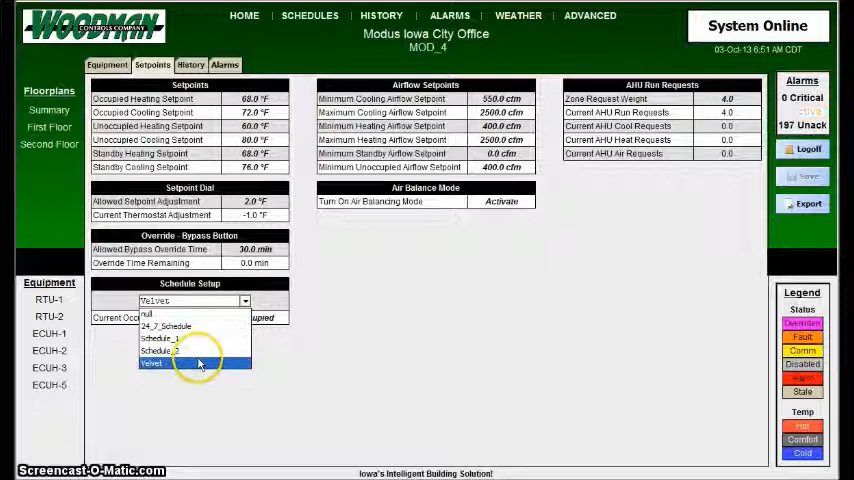 WOODMAN
CONTROLS COMPANY
HOME SCHEDULES HISTORY ALARMS WEATHER ADVANCED
Modus Iowa City Office
MOD_4
System Online
03-Oct-13 6:51 AM CDT
Floorplans
Summary
First Floor
Second Floor
Equipment
RTU-1
RTU-2
ECUH-1
ECUH-2
ECUH-3
ECUH-5
Equipment Setpoints History Alarms
Setpoints
Occupied Heating Setpoint 68.0 °F
Occupied Cooling Setpoint 72.0 °F
Unoccupied Heating Setpoint 60.0 °F
Unoccupied Cooling Setpoint 80.0 °F
Standby Heating Setpoint 68.0 °F
Standby Cooling Setpoint 76.0 °F
Setpoint Dial
Allowed Setpoint Adjustment 2.0 °F
Current Thermostat Adjustment -1.0 °F
Override - Bypass Button
Allowed Bypass Override Time 30.0 min
Override Time Remaining 0.0 min
Schedule Setup
Velvet
null
24_7_Schedule
Schedule_1
Schedule_2
Velvet
Current Occ upied
Airflow Setpoints
Minimum Cooling Airflow Setpoint 550.0 cfm
Maximum Cooling Airflow Setpoint 2500.0 cfm
Minimum Heating Airflow Setpoint 400.0 cfm
Maximum Heating Airflow Setpoint 2500.0 cfm
Minimum Standby Airflow Setpoint 0.0 cfm
Minimum Unoccupied Airflow Setpoint 400.0 cfm
Air Balance Mode
Turn On Air Balancing Mode Activate
AHU Run Requests
Zone Request Weight 4.0
Current AHU Run Requests 4.0
Current AHU Cool Requests 0.0
Current AHU Heat Requests 0.0
Current AHU Air Requests 0.0
Alarms
0 Critical
197 Unack
Logoff
Save
Export
Legend
Status
Overriden
Fault
Comm
Disabled
Alarm
Stale
Temp
Hot
Comfort
Cold
Iowa's Intelligent Building Solution!
Screencast-O-Matic.com